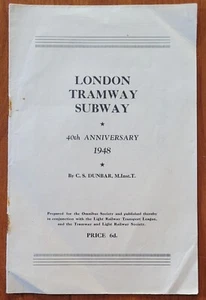 LONDON
TRAMWAY
SUBWAY
★
40th ANNIVERSARY
1948
★
By C. S. DUNBAR, M.Inst.T.
Prepared for the Omnibus Society and published thereby
in conjunction with the Light Railway Transport League,
and the Tramway and Light Railway Society.
PRICE 6d.